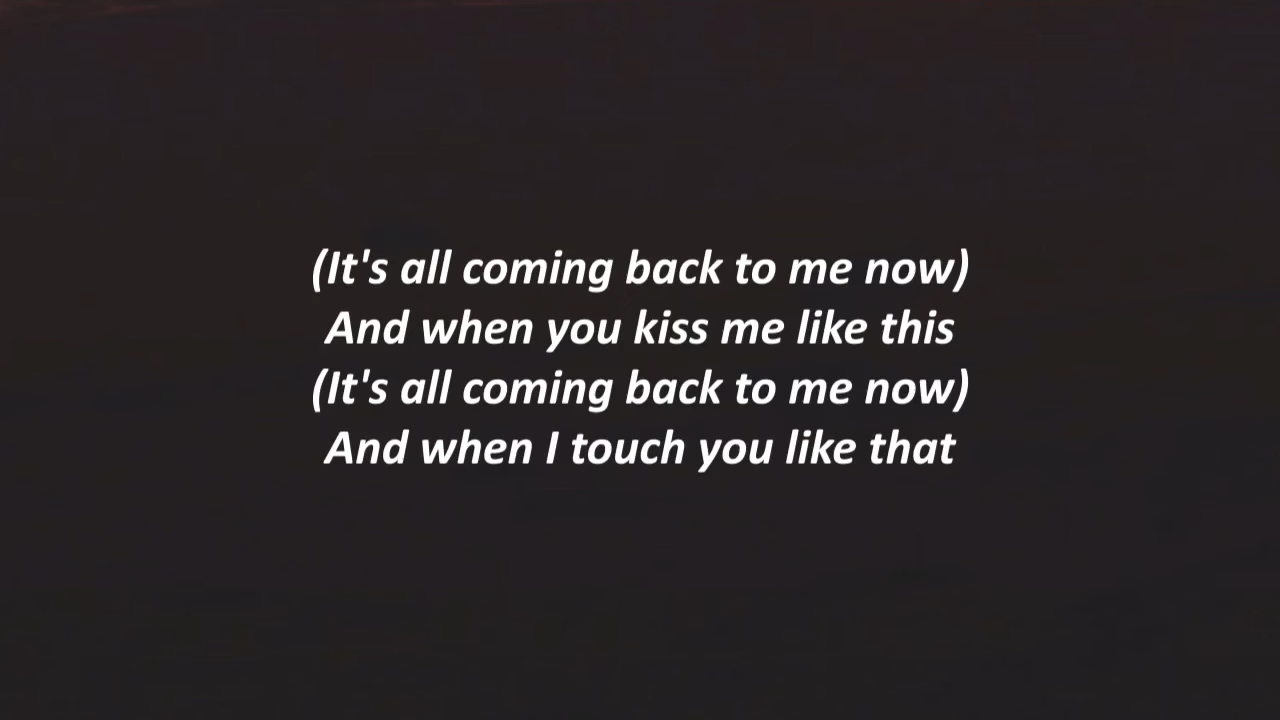 (It's all coming back to me now)
And when you kiss me like this
(It's all coming back to me now)
And when I touch you like that